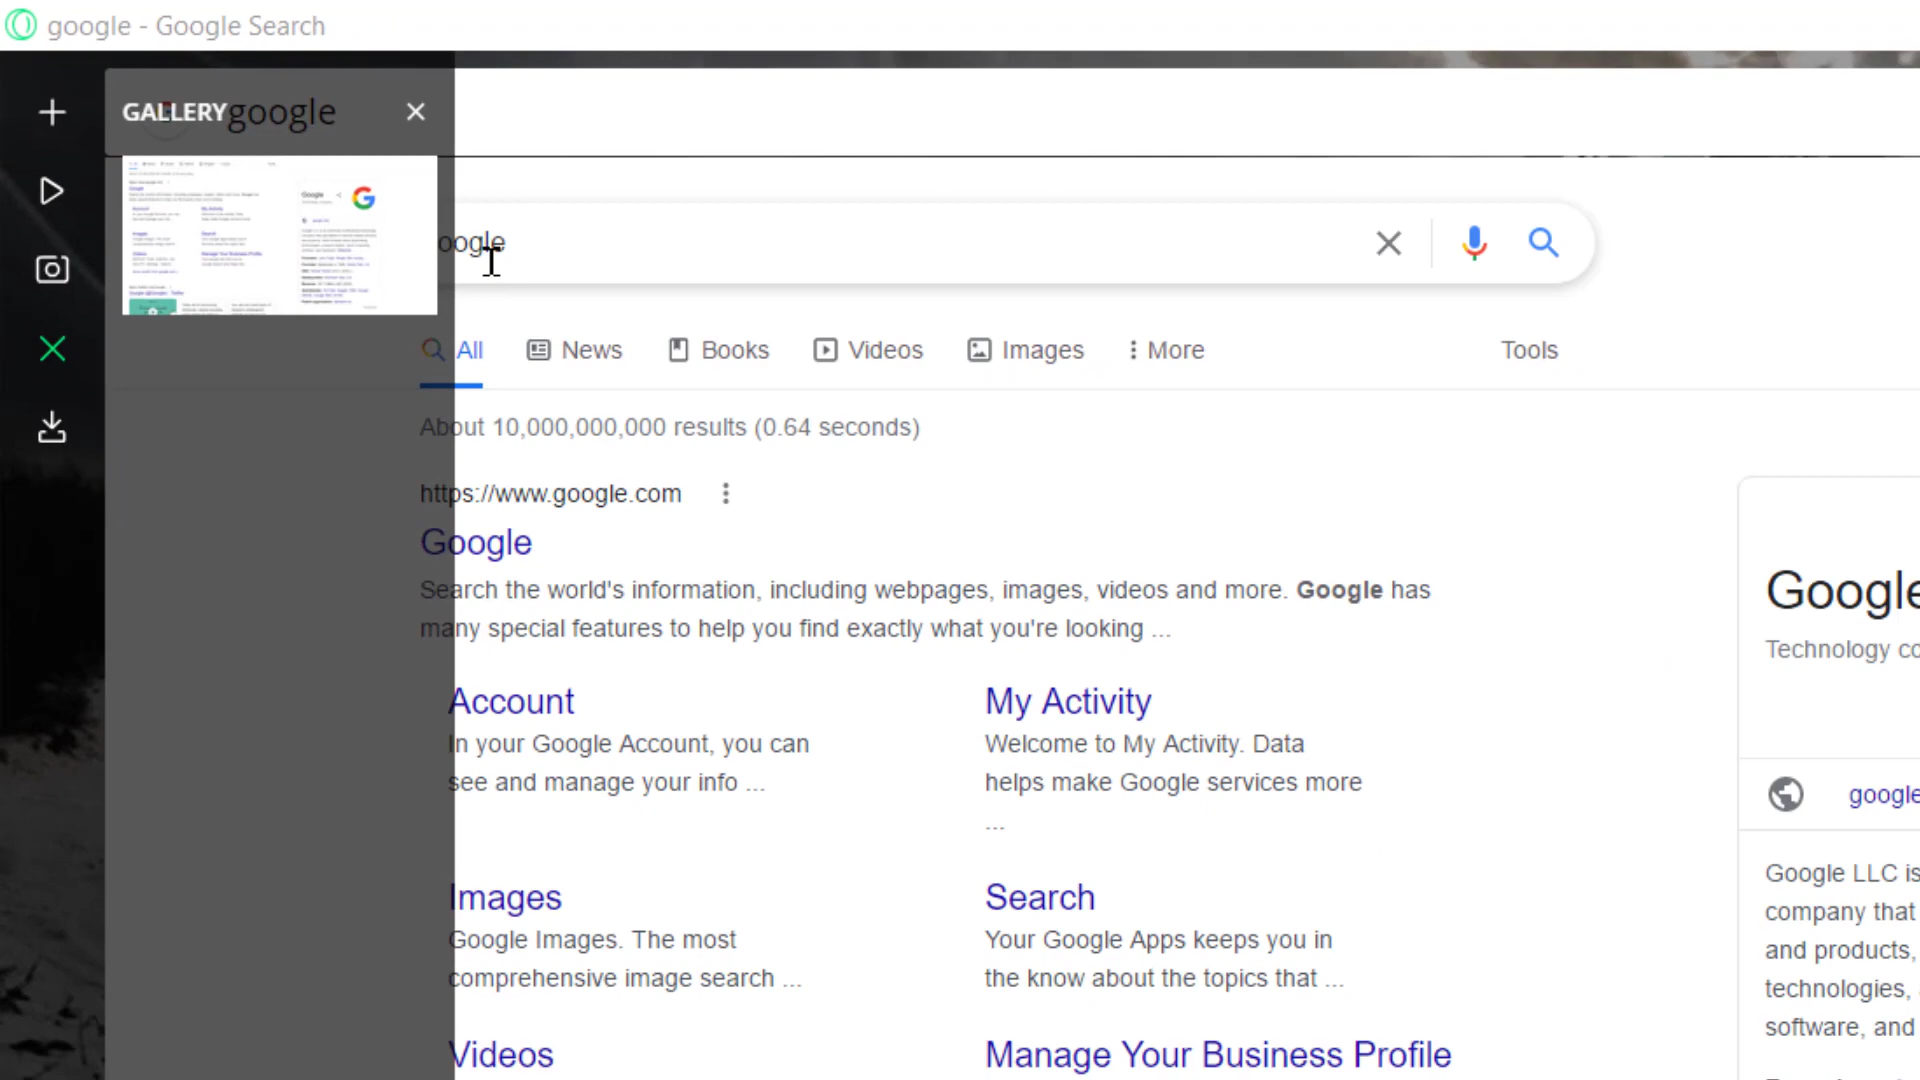 google - Google Search
GALLERY
google
oogle
All
News
Books
Videos
Images
More
Tools
About 10,000,000,000 results (0.64 seconds)
https://www.google.com
Google
Search the world's information, including webpages, images, videos and more. Google has
many special features to help you find exactly what you're looking ...
Account
In your Google Account, you can
see and manage your info ...
My Activity
Welcome to My Activity. Data
helps make Google services more
...
Images
Google Images. The most
comprehensive image search ...
Search
Your Google Apps keeps you in
the know about the topics that ...
Videos
Manage Your Business Profile
Google
Technology co
google
Google LLC is
company that
and products,
technologies,
software, and